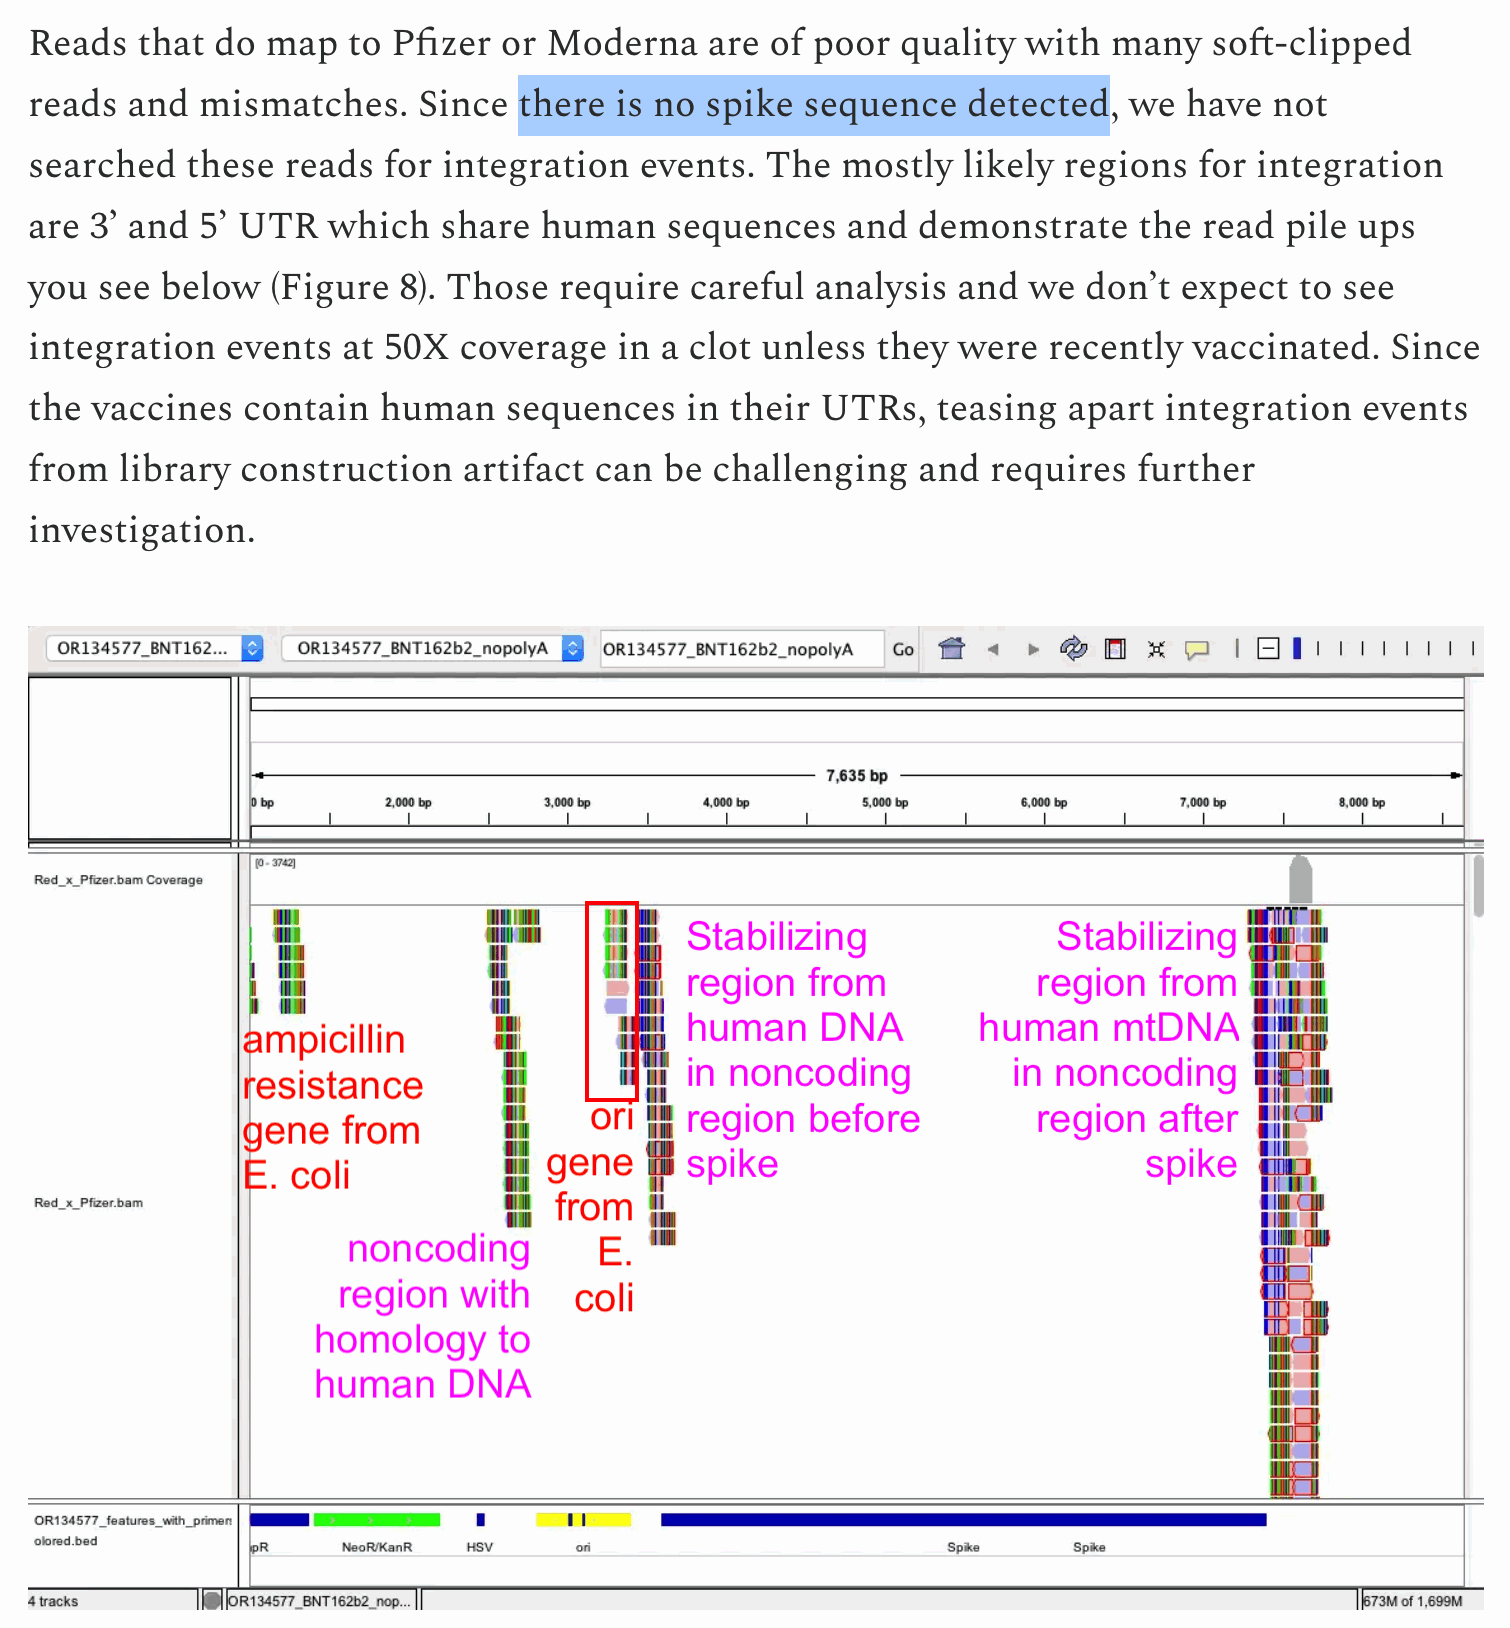 Reads that do map to Pfizer or Moderna are of poor quality with many soft-clipped
reads and mismatches. Since there is no spike sequence detected, we have not
searched these reads for integration events. The mostly likely regions for integration
are 3’ and 5’ UTR which share human sequences and demonstrate the read pile ups
you see below (Figure 8). Those require careful analysis and we don’t expect to see
integration events at 50X coverage in a clot unless they were recently vaccinated. Since
the vaccines contain human sequences in their UTRs, teasing apart integration events
from library construction artifact can be challenging and requires further
investigation.
OR134577_BNT162... OR134577_BNT162b2_nopolyA OR134577_BNT162b2_nopolyA Go
7,635 bp
0 bp 2,000 bp 3,000 bp 4,000 bp 5,000 bp 6,000 bp 7,000 bp 8,000 bp
[0 - 3742]
Red_x_Pfizer.bam Coverage
ampicillin
resistance
gene from
E. coli
noncoding
region with
homology to
human DNA
ori
gene
from
E.
coli
Stabilizing
region from
human DNA
in noncoding
region before
spike
Stabilizing
region from
human mtDNA
in noncoding
region after
spike
Red_x_Pfizer.bam
OR134577_features_with_primers
olored.bed
pR NeoR/KanR HSV ori Spike Spike
4 tracks OR134577_BNT162b2_nop... 673M of 1,699M